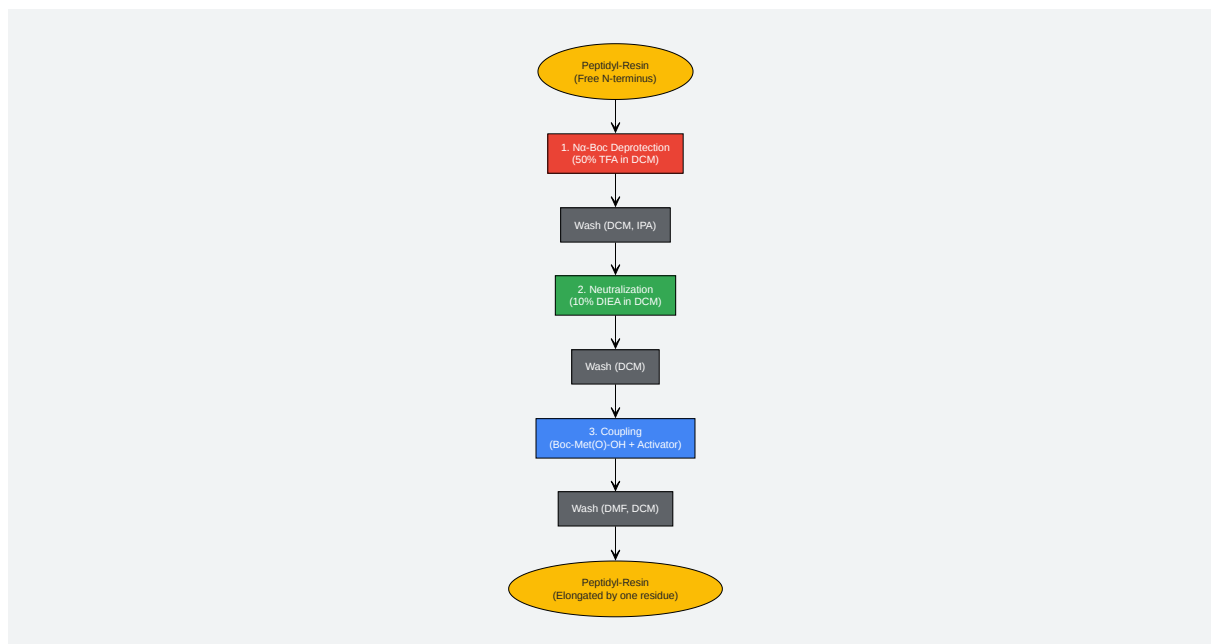 Peptidyl-Resin
(Free N-terminus)
1. Nα-Boc Deprotection
(50% TFA in DCM)
Wash (DCM, IPA)
2. Neutralization
(10% DIEA in DCM)
Wash (DCM)
3. Coupling
(Boc-Met(O)-OH + Activator)
Wash (DMF, DCM)
Peptidyl-Resin
(Elongated by one residue)